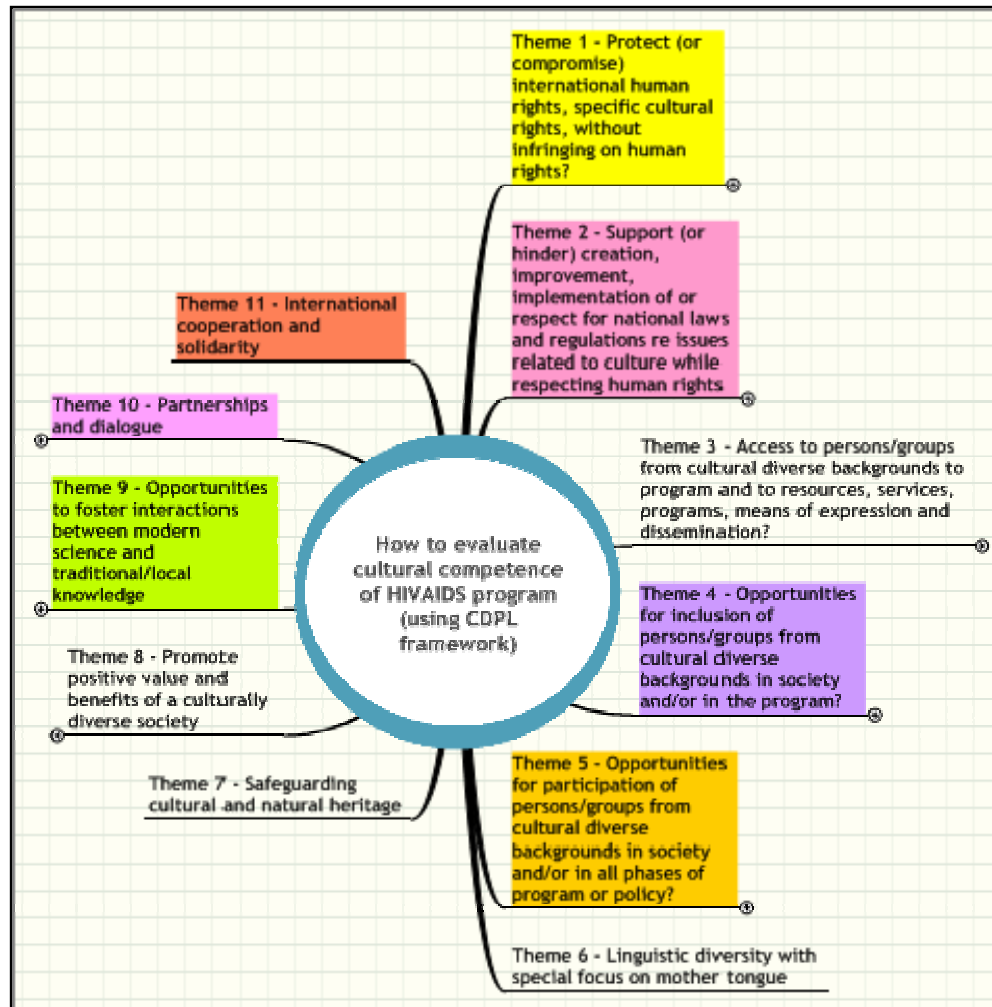 How to evaluate
cultural competence
of HIVAIDS program
(using CDPL
framework)
Theme 1 - Protect (or
compromise)
international human
rights, specific cultural
rights, without
infringing on human
rights?
Theme 2 - Support (or
hinder) creation,
improvement,
implementation of or
respect for national laws
and regulations re issues
related to culture while
respecting human rights
Theme 3 - Access to persons/groups
from cultural diverse backgrounds to
program and to resources, services,
programs, means of expression and
dissemination?
Theme 4 - Opportunities
for inclusion of
persons/groups from
cultural diverse
backgrounds in society
and/or in the program?
Theme 5 - Opportunities
for participation of
persons/groups from
cultural diverse
backgrounds in society
and/or in all phases of
program or policy?
Theme 6 - Linguistic diversity with
special focus on mother tongue
Theme 7 - Safeguarding
cultural and natural heritage
Theme 8 - Promote
positive value and
benefits of a culturally
diverse society
Theme 9 - Opportunities
to foster interactions
between modern
science and
traditional/local
knowledge
Theme 10 - Partnerships
and dialogue
Theme 11 - International
cooperation and
solidarity